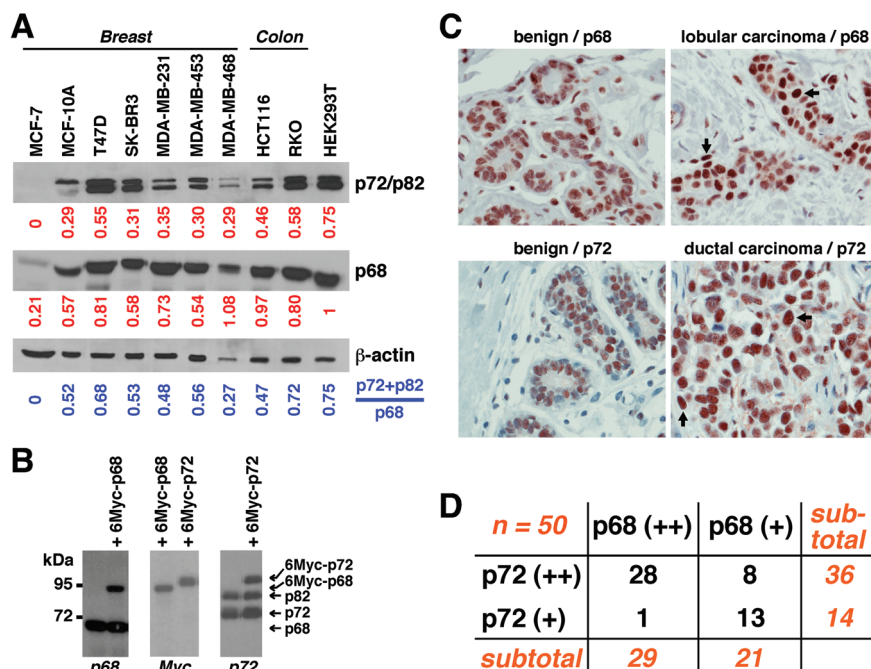 A
Breast
Colon
MCF-7
MCF-10A
T47D
SK-BR3
MDA-MB-231
MDA-MB-453
MDA-MB-468
HCT116
RKO
HEK293T
p72/p82
0 0.29 0.55 0.31 0.35 0.30 0.29 0.46 0.58 0.75
p68
0.21 0.57 0.81 0.58 0.73 0.54 1.08 0.97 0.80 1
β-actin
0 0.52 0.68 0.53 0.48 0.56 0.27 0.47 0.72 0.75
p72+p82
p68
B
+ 6Myc-p68
+ 6Myc-p68
+ 6Myc-p72
+ 6Myc-p72
kDa
95
72
6Myc-p72
6Myc-p68
p82
p72
p68
p68 Myc p72
C
benign / p68
lobular carcinoma / p68
benign / p72
ductal carcinoma / p72
D
n = 50 p68 (++) p68 (+) sub-total
p72 (++) 28 8 36
p72 (+) 1 13 14
subtotal 29 21